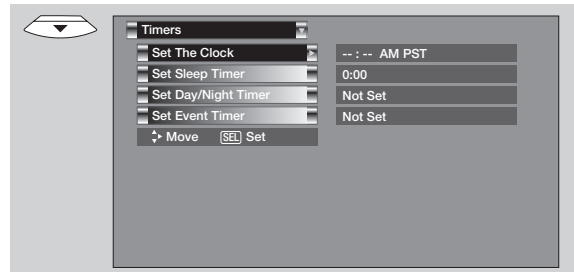 Timers
Set The Clock -- : -- AM PST
Set Sleep Timer 0:00
Set Day/Night Timer Not Set
Set Event Timer Not Set
Move SEL Set